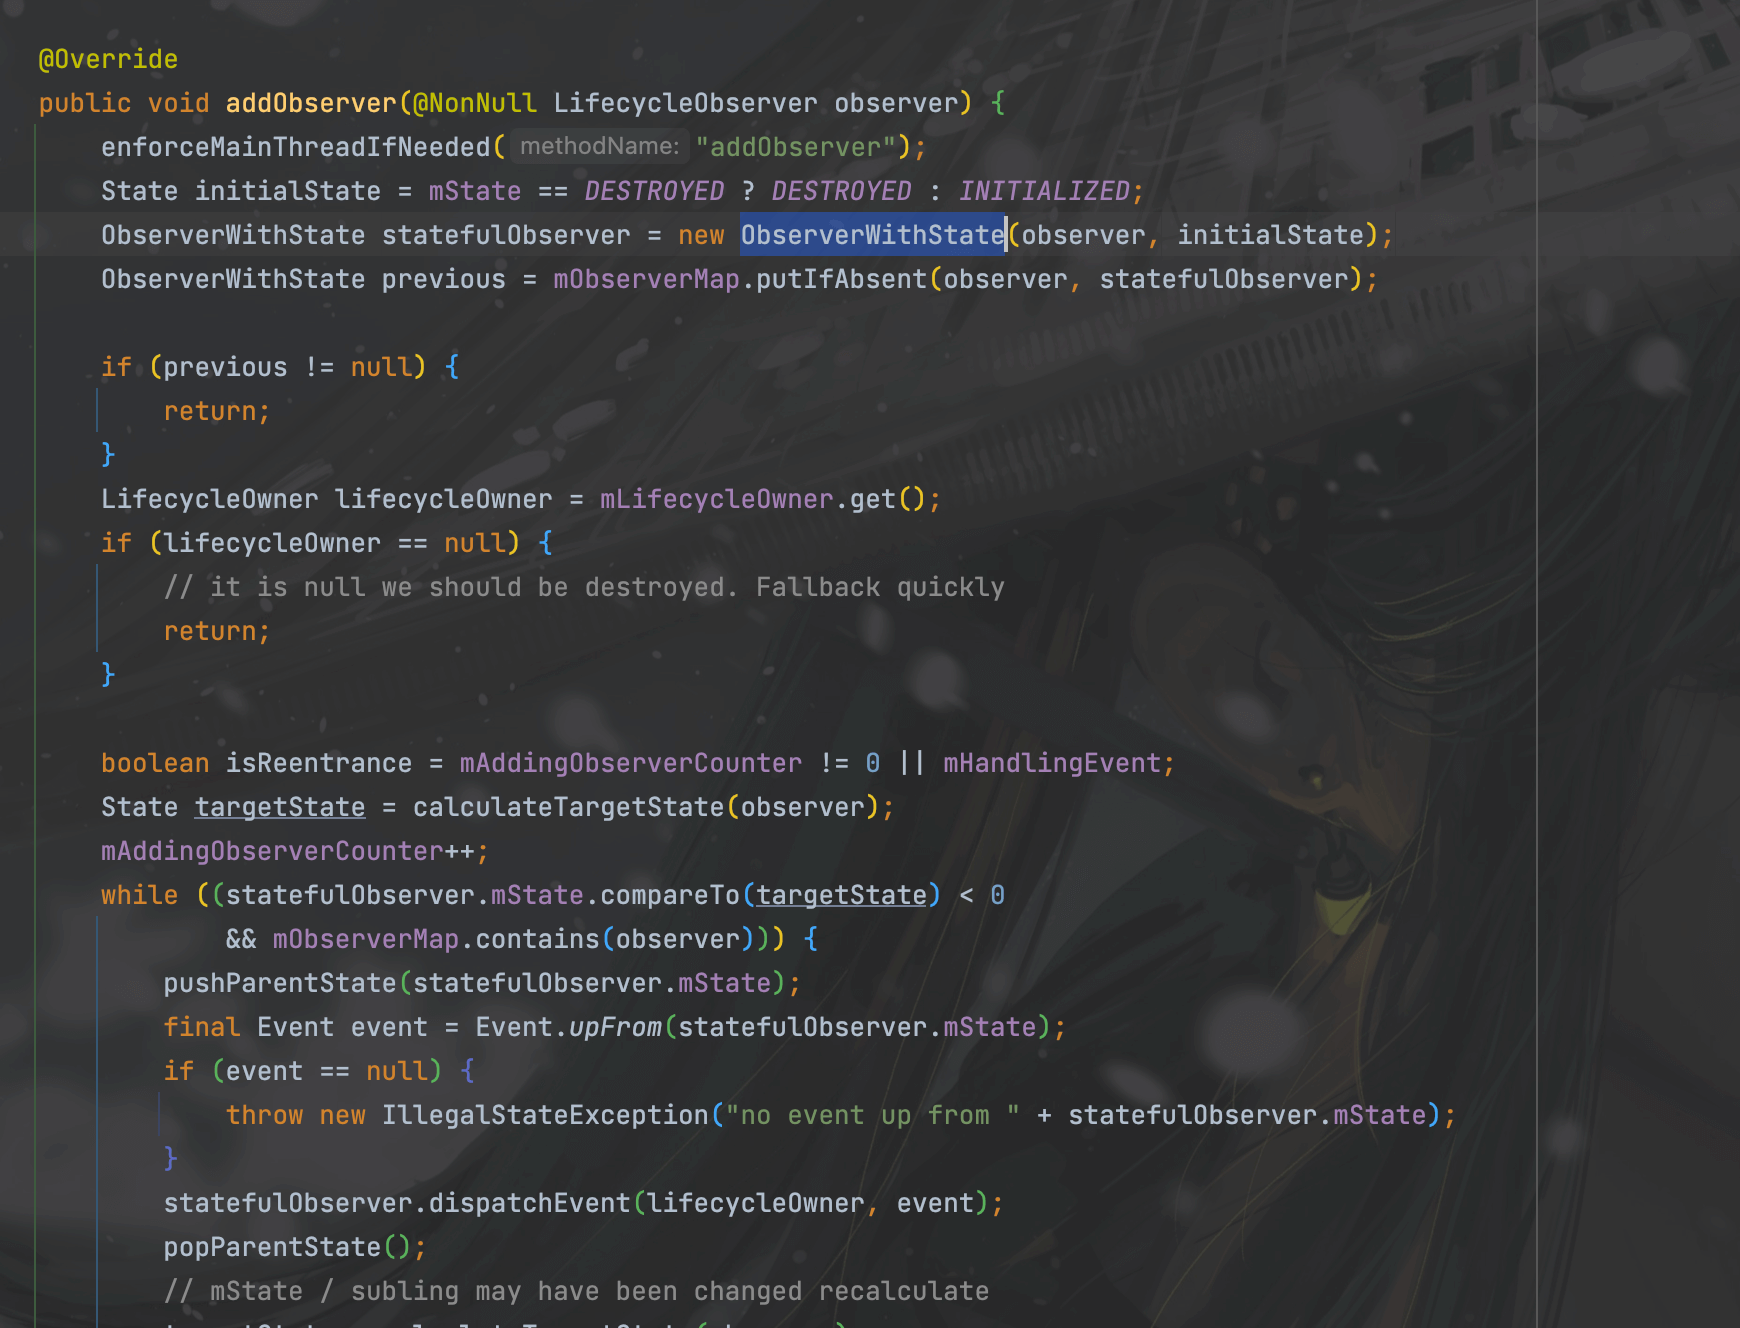 @Override
public void addObserver(@NonNull LifecycleObserver observer) {
enforceMainThreadIfNeeded( methodName: "addObserver");
State initialState = mState == DESTROYED ? DESTROYED : INITIALIZED;
ObserverWithState statefulObserver = new ObserverWithState(observer, initialState);
ObserverWithState previous = mObserverMap.putIfAbsent(observer, statefulObserver);
if (previous != null) {
return;
}
LifecycleOwner lifecycleOwner = mLifecycleOwner.get();
if (lifecycleOwner == null) {
// it is null we should be destroyed. Fallback quickly
return;
}
boolean isReentrance = mAddingObserverCounter != 0 || mHandlingEvent;
State targetState = calculateTargetState(observer);
mAddingObserverCounter++;
while ((statefulObserver.mState.compareTo(targetState) < 0
&& mObserverMap.contains(observer))) {
pushParentState(statefulObserver.mState);
final Event event = Event.upFrom(statefulObserver.mState);
if (event == null) {
throw new IllegalStateException("no event up from " + statefulObserver.mState);
}
statefulObserver.dispatchEvent(lifecycleOwner, event);
popParentState();
// mState / subling may have been changed recalculate